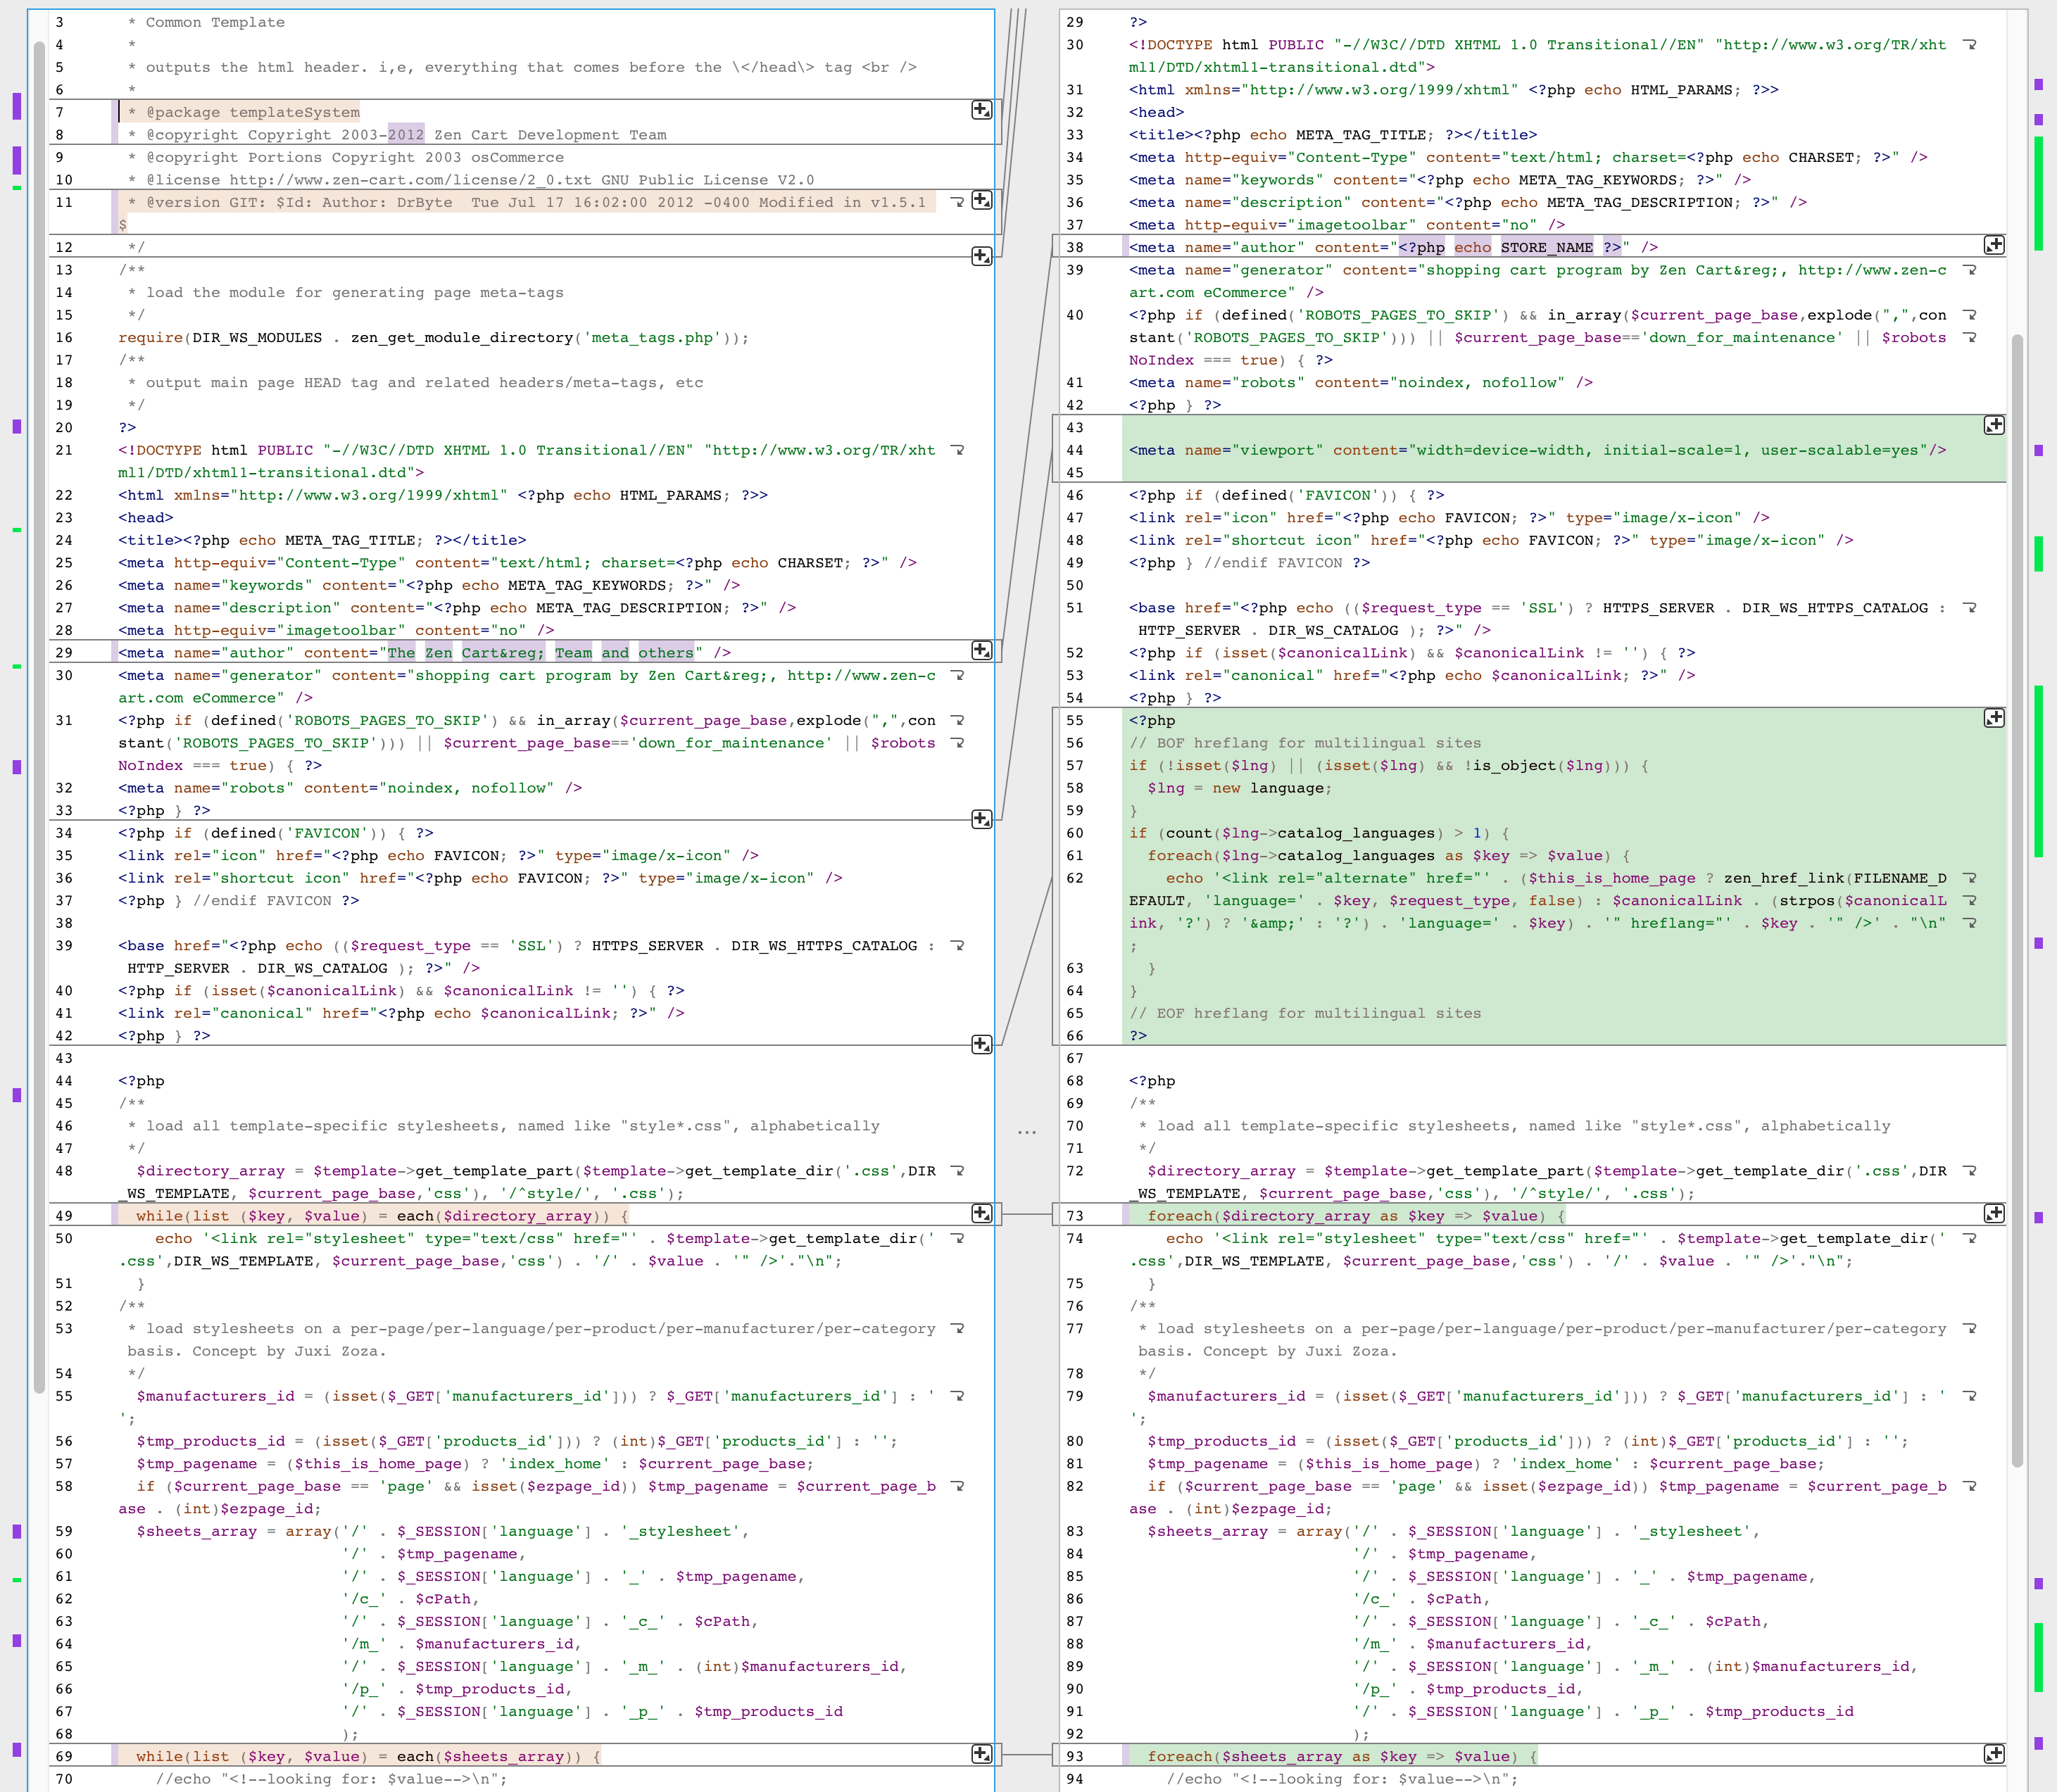 3 * Common Template
4 *
5 * outputs the html header. i,e, everything that comes before the \</head\> tag <br />
6 *
7 * @package templateSystem
8 * @copyright Copyright 2003-2012 Zen Cart Development Team
9 * @copyright Portions Copyright 2003 osCommerce
10 * @license http://www.zen-cart.com/license/2_0.txt GNU Public License V2.0
11 * @version GIT: $Id: Author: DrByte  Tue Jul 17 16:02:00 2012 -0400 Modified in v1.5.1
$
12 */
13 /**
14 * load the module for generating page meta-tags
15 */
16 require(DIR_WS_MODULES . zen_get_module_directory('meta_tags.php'));
17 /**
18 * output main page HEAD tag and related headers/meta-tags, etc
19 */
20 ?>
21 <!DOCTYPE html PUBLIC "-//W3C//DTD XHTML 1.0 Transitional//EN" "http://www.w3.org/TR/xht
ml1/DTD/xhtml1-transitional.dtd">
22 <html xmlns="http://www.w3.org/1999/xhtml" <?php echo HTML_PARAMS; ?>>
23 <head>
24 <title><?php echo META_TAG_TITLE; ?></title>
25 <meta http-equiv="Content-Type" content="text/html; charset=<?php echo CHARSET; ?>" />
26 <meta name="keywords" content="<?php echo META_TAG_KEYWORDS; ?>" />
27 <meta name="description" content="<?php echo META_TAG_DESCRIPTION; ?>" />
28 <meta http-equiv="imagetoolbar" content="no" />
29 <meta name="author" content="The Zen Cart&reg; Team and others" />
30 <meta name="generator" content="shopping cart program by Zen Cart&reg;, http://www.zen-c
art.com eCommerce" />
31 <?php if (defined('ROBOTS_PAGES_TO_SKIP') && in_array($current_page_base,explode(",",con
stant('ROBOTS_PAGES_TO_SKIP'))) || $current_page_base=='down_for_maintenance' || $robots
NoIndex === true) { ?>
32 <meta name="robots" content="noindex, nofollow" />
33 <?php } ?>
34 <?php if (defined('FAVICON')) { ?>
35 <link rel="icon" href="<?php echo FAVICON; ?>" type="image/x-icon" />
36 <link rel="shortcut icon" href="<?php echo FAVICON; ?>" type="image/x-icon" />
37 <?php } //endif FAVICON ?>
38
39 <base href="<?php echo (($request_type == 'SSL') ? HTTPS_SERVER . DIR_WS_HTTPS_CATALOG :
HTTP_SERVER . DIR_WS_CATALOG ); ?>" />
40 <?php if (isset($canonicalLink) && $canonicalLink != '') { ?>
41 <link rel="canonical" href="<?php echo $canonicalLink; ?>" />
42 <?php } ?>
43
44 <?php
45 /**
46 * load all template-specific stylesheets, named like "style*.css", alphabetically
47 */
48 $directory_array = $template->get_template_part($template->get_template_dir('.css',DIR
_WS_TEMPLATE, $current_page_base,'css'), '/^style/', '.css');
49 while(list ($key, $value) = each($directory_array)) {
50 echo '<link rel="stylesheet" type="text/css" href="' . $template->get_template_dir('
.css',DIR_WS_TEMPLATE, $current_page_base,'css') . '/' . $value . '" />'."\n";
51 }
52 /**
53 * load stylesheets on a per-page/per-language/per-product/per-manufacturer/per-category
basis. Concept by Juxi Zoza.
54 */
55 $manufacturers_id = (isset($_GET['manufacturers_id'])) ? $_GET['manufacturers_id'] : '
';
56 $tmp_products_id = (isset($_GET['products_id'])) ? (int)$_GET['products_id'] : '';
57 $tmp_pagename = ($this_is_home_page) ? 'index_home' : $current_page_base;
58 if ($current_page_base == 'page' && isset($ezpage_id)) $tmp_pagename = $current_page_b
ase . (int)$ezpage_id;
59 $sheets_array = array('/' . $_SESSION['language'] . '_stylesheet',
60 '/' . $tmp_pagename,
61 '/' . $_SESSION['language'] . '_' . $tmp_pagename,
62 '/c_' . $cPath,
63 '/' . $_SESSION['language'] . '_c_' . $cPath,
64 '/m_' . $manufacturers_id,
65 '/' . $_SESSION['language'] . '_m_' . (int)$manufacturers_id,
66 '/p_' . $tmp_products_id,
67 '/' . $_SESSION['language'] . '_p_' . $tmp_products_id
68 );
69 while(list ($key, $value) = each($sheets_array)) {
70 //echo "<!--looking for: $value-->\n";
29 ?>
30 <!DOCTYPE html PUBLIC "-//W3C//DTD XHTML 1.0 Transitional//EN" "http://www.w3.org/TR/xht
ml1/DTD/xhtml1-transitional.dtd">
31 <html xmlns="http://www.w3.org/1999/xhtml" <?php echo HTML_PARAMS; ?>>
32 <head>
33 <title><?php echo META_TAG_TITLE; ?></title>
34 <meta http-equiv="Content-Type" content="text/html; charset=<?php echo CHARSET; ?>" />
35 <meta name="keywords" content="<?php echo META_TAG_KEYWORDS; ?>" />
36 <meta name="description" content="<?php echo META_TAG_DESCRIPTION; ?>" />
37 <meta http-equiv="imagetoolbar" content="no" />
38 <meta name="author" content="<?php echo STORE_NAME ?>" />
39 <meta name="generator" content="shopping cart program by Zen Cart&reg;, http://www.zen-c
art.com eCommerce" />
40 <?php if (defined('ROBOTS_PAGES_TO_SKIP') && in_array($current_page_base,explode(",",con
stant('ROBOTS_PAGES_TO_SKIP'))) || $current_page_base=='down_for_maintenance' || $robots
NoIndex === true) { ?>
41 <meta name="robots" content="noindex, nofollow" />
42 <?php } ?>
43
44 <meta name="viewport" content="width=device-width, initial-scale=1, user-scalable=yes"/>
45
46 <?php if (defined('FAVICON')) { ?>
47 <link rel="icon" href="<?php echo FAVICON; ?>" type="image/x-icon" />
48 <link rel="shortcut icon" href="<?php echo FAVICON; ?>" type="image/x-icon" />
49 <?php } //endif FAVICON ?>
50
51 <base href="<?php echo (($request_type == 'SSL') ? HTTPS_SERVER . DIR_WS_HTTPS_CATALOG :
HTTP_SERVER . DIR_WS_CATALOG ); ?>" />
52 <?php if (isset($canonicalLink) && $canonicalLink != '') { ?>
53 <link rel="canonical" href="<?php echo $canonicalLink; ?>" />
54 <?php } ?>
55 <?php
56 // BOF hreflang for multilingual sites
57 if (!isset($lng) || (isset($lng) && !is_object($lng))) {
58 $lng = new language;
59 }
60 if (count($lng->catalog_languages) > 1) {
61 foreach($lng->catalog_languages as $key => $value) {
62 echo '<link rel="alternate" href="' . ($this_is_home_page ? zen_href_link(FILENAME_D
EFAULT, 'language=' . $key, $request_type, false) : $canonicalLink . (strpos($canonicalL
ink, '?') ? '&amp;' : '?') . 'language=' . $key) . '" hreflang="' . $key . '" />' . "\n"
;
63 }
64 }
65 // EOF hreflang for multilingual sites
66 ?>
67
68 <?php
69 /**
70 * load all template-specific stylesheets, named like "style*.css", alphabetically
71 */
72 $directory_array = $template->get_template_part($template->get_template_dir('.css',DIR
_WS_TEMPLATE, $current_page_base,'css'), '/^style/', '.css');
73 foreach($directory_array as $key => $value) {
74 echo '<link rel="stylesheet" type="text/css" href="' . $template->get_template_dir('
.css',DIR_WS_TEMPLATE, $current_page_base,'css') . '/' . $value . '" />'."\n";
75 }
76 /**
77 * load stylesheets on a per-page/per-language/per-product/per-manufacturer/per-category
basis. Concept by Juxi Zoza.
78 */
79 $manufacturers_id = (isset($_GET['manufacturers_id'])) ? $_GET['manufacturers_id'] : '
';
80 $tmp_products_id = (isset($_GET['products_id'])) ? (int)$_GET['products_id'] : '';
81 $tmp_pagename = ($this_is_home_page) ? 'index_home' : $current_page_base;
82 if ($current_page_base == 'page' && isset($ezpage_id)) $tmp_pagename = $current_page_b
ase . (int)$ezpage_id;
83 $sheets_array = array('/' . $_SESSION['language'] . '_stylesheet',
84 '/' . $tmp_pagename,
85 '/' . $_SESSION['language'] . '_' . $tmp_pagename,
86 '/c_' . $cPath,
87 '/' . $_SESSION['language'] . '_c_' . $cPath,
88 '/m_' . $manufacturers_id,
89 '/' . $_SESSION['language'] . '_m_' . (int)$manufacturers_id,
90 '/p_' . $tmp_products_id,
91 '/' . $_SESSION['language'] . '_p_' . $tmp_products_id
92 );
93 foreach($sheets_array as $key => $value) {
94 //echo "<!--looking for: $value-->\n";